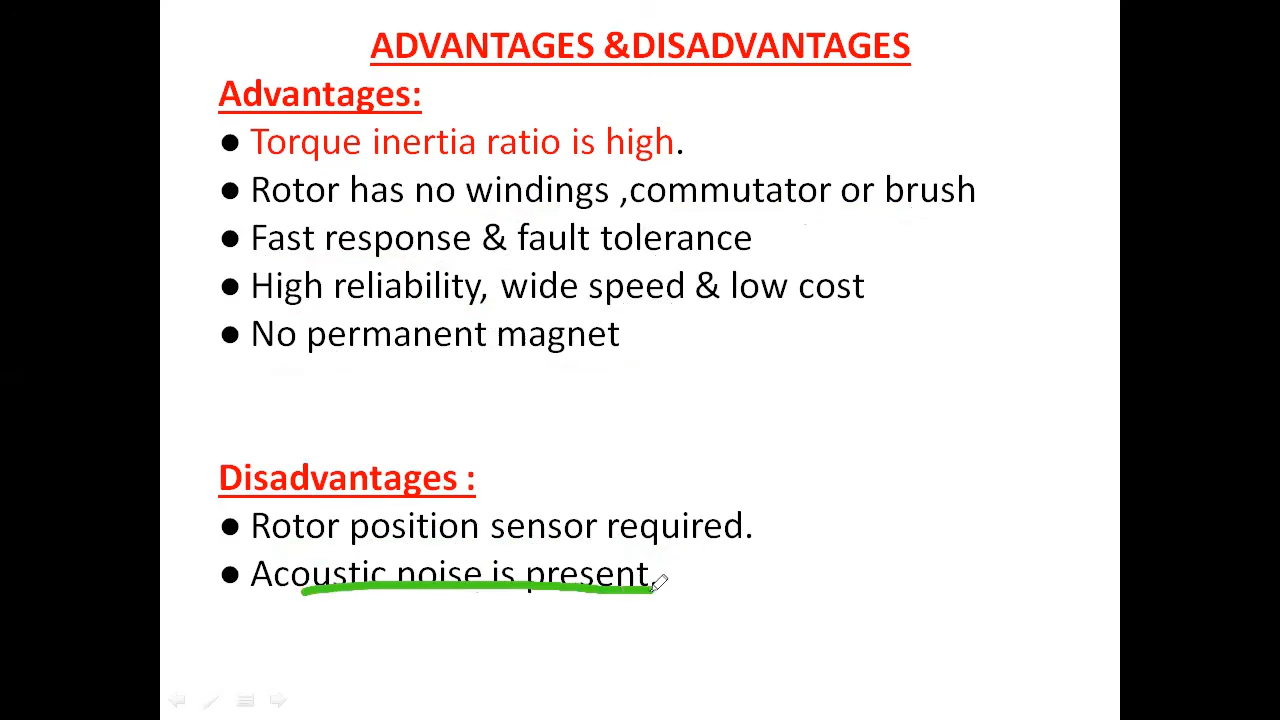 ADVANTAGES &DISADVANTAGES
Advantages:
● Torque inertia ratio is high.
● Rotor has no windings ,commutator or brush
● Fast response & fault tolerance
● High reliability, wide speed & low cost
● No permanent magnet
Disadvantages :
● Rotor position sensor required.
● Acoustic noise is present.